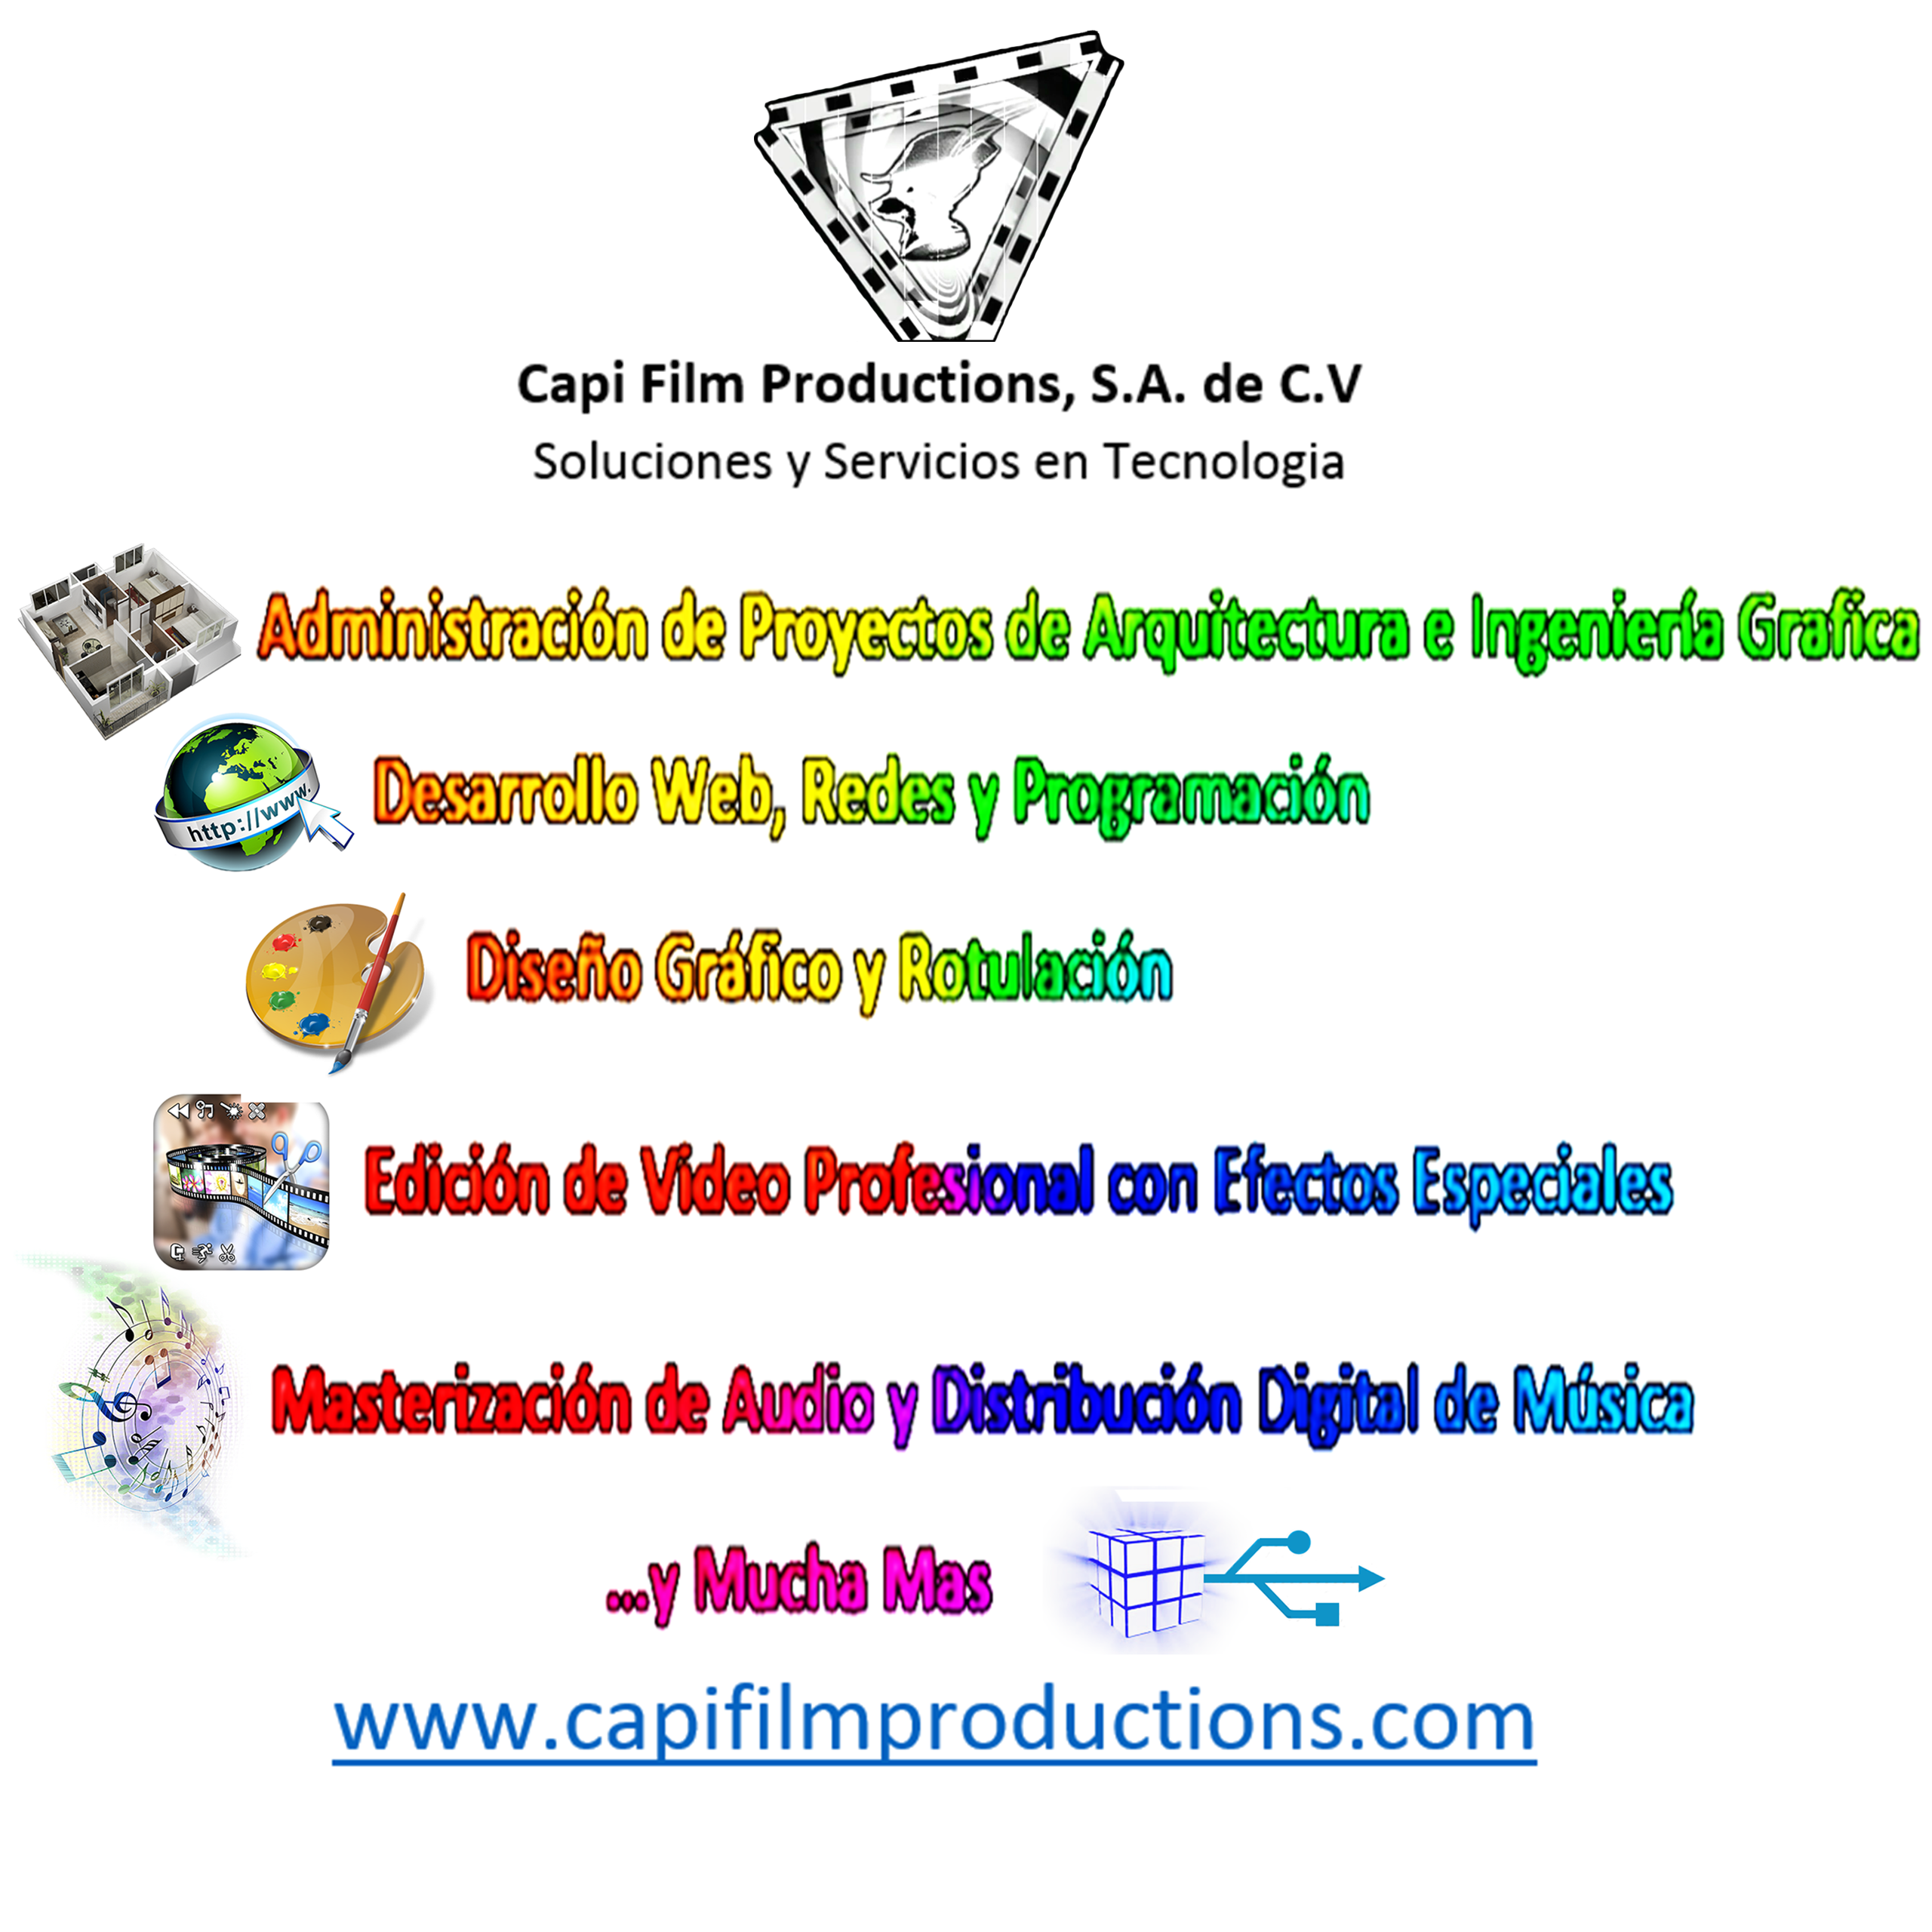 Capi Film Productions, S.A. de C.V
Soluciones y Servicios en Tecnologia
Administración de Proyectos de Arquitectura e Ingeniería Grafica
http://www.
Desarrollo Web, Redes y Programación
Diseño Gráfico y Rotulación
Edición de Video Profesional con Efectos Especiales
Masterización de Audio y Distribución Digital de Música
...y Mucha Mas
www.capifilmproductions.com